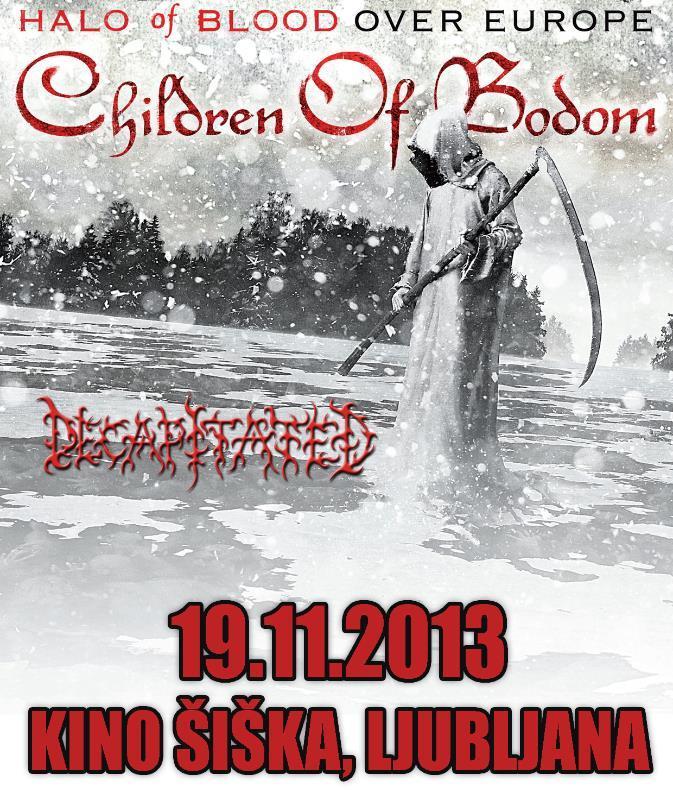 HALO of BLOOD OVER EUROPE
Children Of Bodom
DECAPITATED
19.11.2013
KINO ŠIŠKA, LJUBLJANA